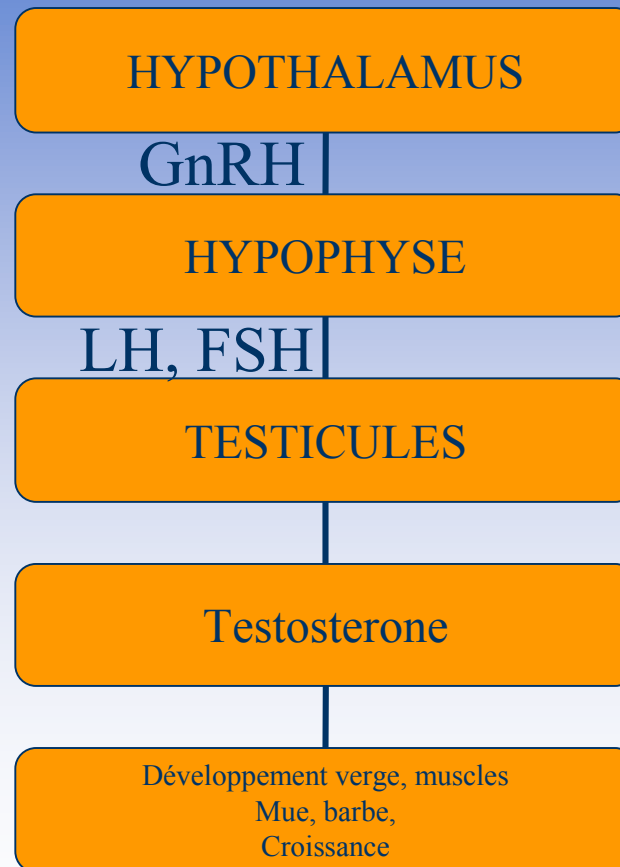 HYPOTHALAMUS
GnRH
HYPOPHYSE
LH, FSH
TESTICULES
Testosterone
Développement verge, muscles
Mue, barbe,
Croissance